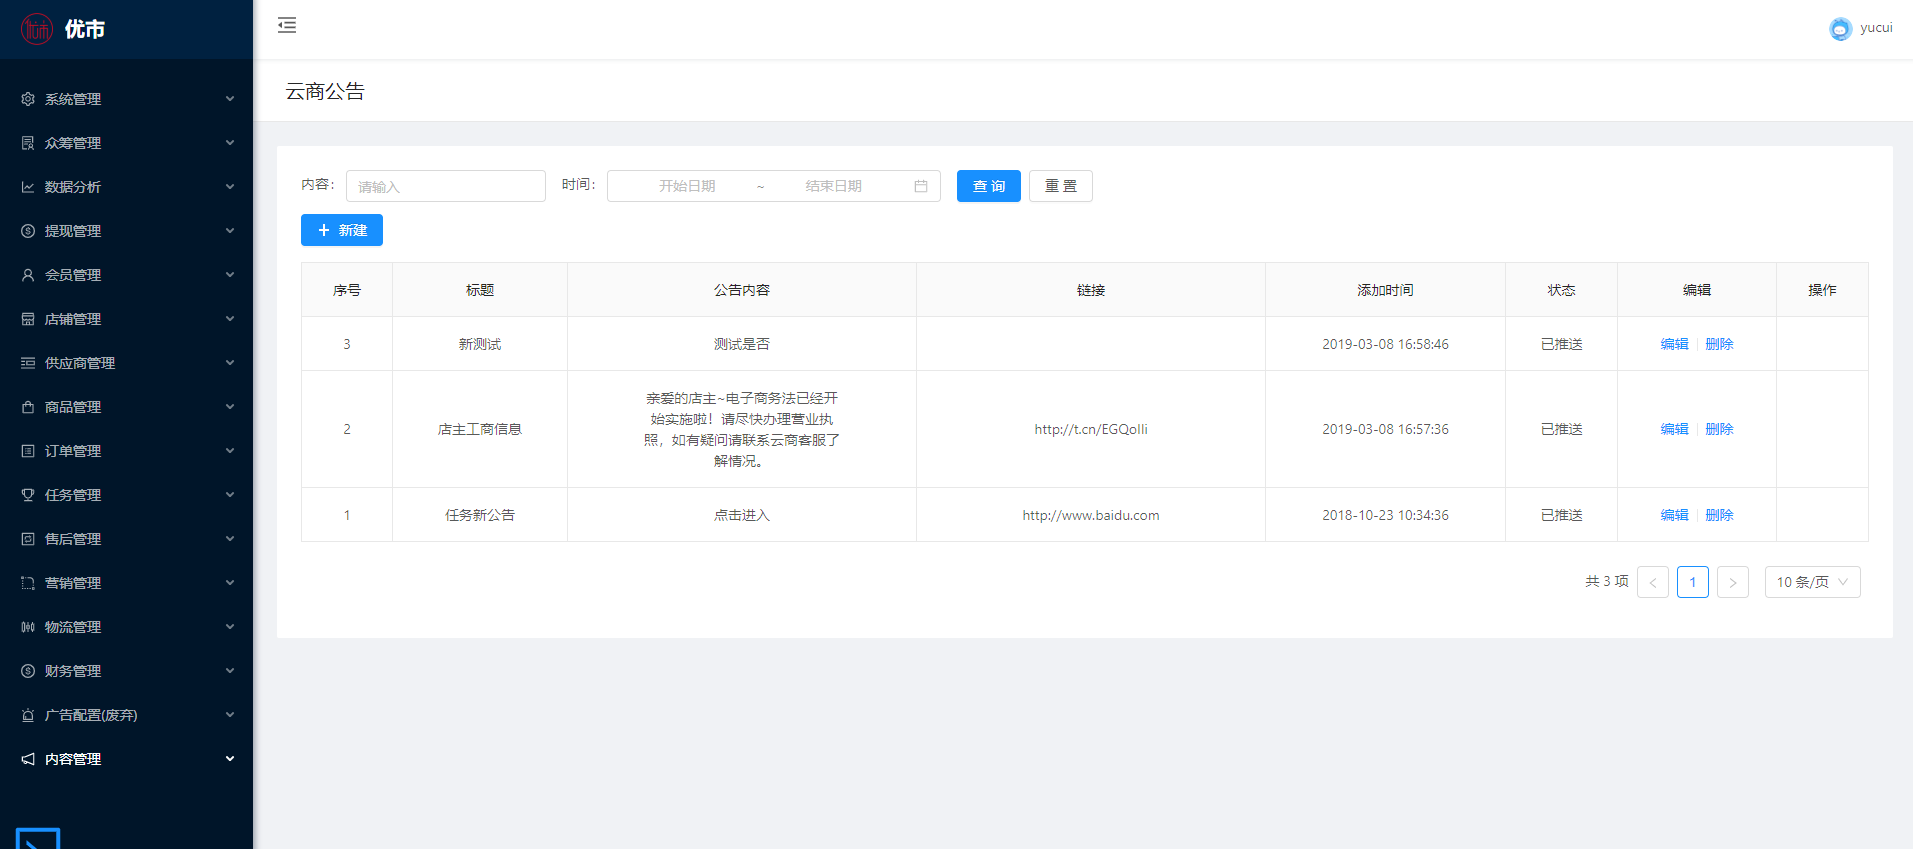 优市
yucui
系统管理
众筹管理
数据分析
提现管理
会员管理
店铺管理
供应商管理
商品管理
订单管理
任务管理
售后管理
营销管理
物流管理
财务管理
广告配置(废弃)
内容管理
云商公告
内容： 请输入 时间： 开始日期 ~ 结束日期 查 询 重 置
+ 新建
序号 标题 公告内容 链接 添加时间 状态 编辑 操作
3 新测试 测试是否 2019-03-08 16:58:46 已推送 编辑 删除
亲爱的店主~电子商务法已经开
始实施啦！请尽快办理营业执
2 店主工商信息 照，如有疑问请联系云商客服了 http://t.cn/EGQolli 2019-03-08 16:57:36 已推送 编辑 删除
解情况。
1 任务新公告 点击进入 http://www.baidu.com 2018-10-23 10:34:36 已推送 编辑 删除
共 3 项 < 1 > 10 条/页